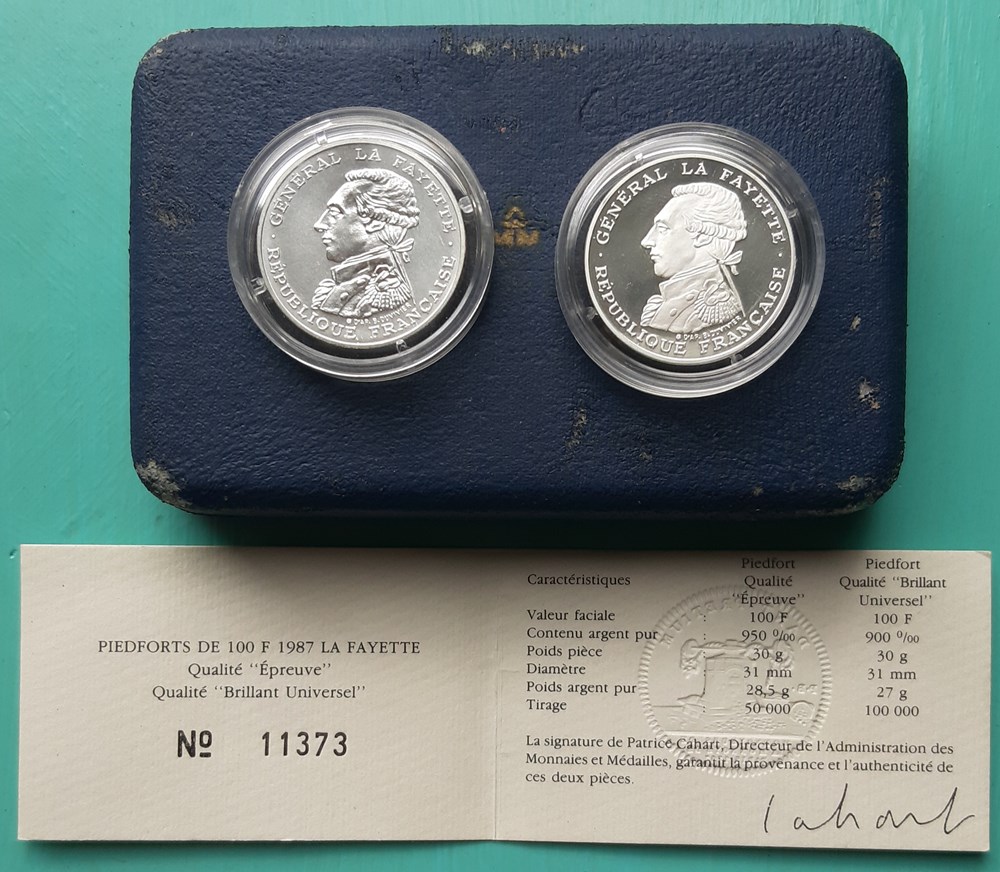 · GÉNÉRAL LA FAYETTE ·
RÉPUBLIQUE FRANÇAISE
· GÉNÉRAL LA FAYETTE ·
RÉPUBLIQUE FRANÇAISE
PIEDFORTS DE 100 F 1987 LA FAYETTE
Qualité "Épreuve"
Qualité "Brillant Universel"
Nº 11373
Caractéristiques Piedfort Qualité "Épreuve" Piedfort Qualité "Brillant Universel"
Valeur faciale : 100 F 100 F
Contenu argent pur : 950 ‰ 900 ‰
Poids pièce : 30 g 30 g
Diamètre : 31 mm 31 mm
Poids argent pur : 28,5 g 27 g
Tirage : 50 000 100 000
La signature de Patrice Cahart, Directeur de l'Administration des
Monnaies et Médailles, garantit la provenance et l'authenticité de
ces deux pièces.
Cahart